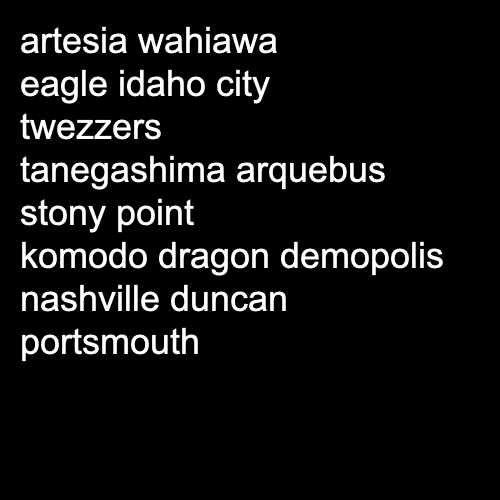 artesia wahiawa
eagle idaho city
twezzers
tanegashima arquebus
stony point
komodo dragon demopolis
nashville duncan
portsmouth